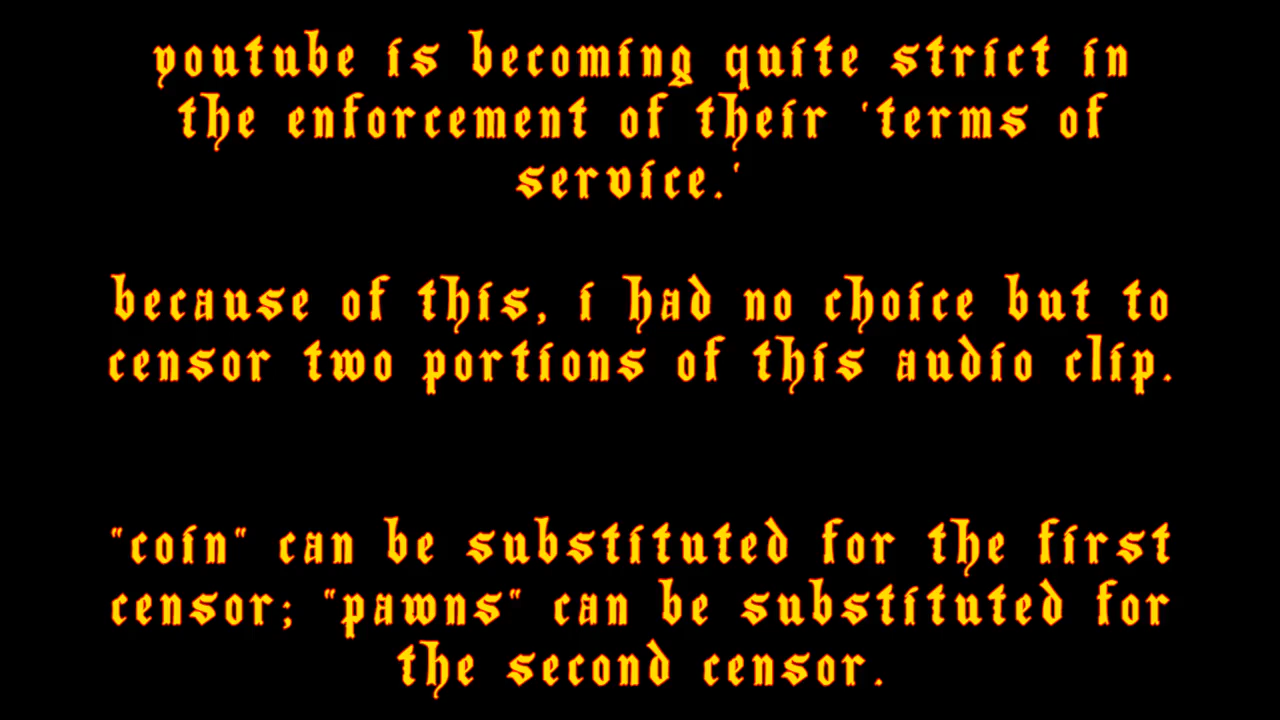 youtube is becoming quite strict in
the enforcement of their 'terms of
service.'
because of this, i had no choice but to
censor two portions of this audio clip.
"coin" can be substituted for the first
censor; "pawns" can be substituted for
the second censor.